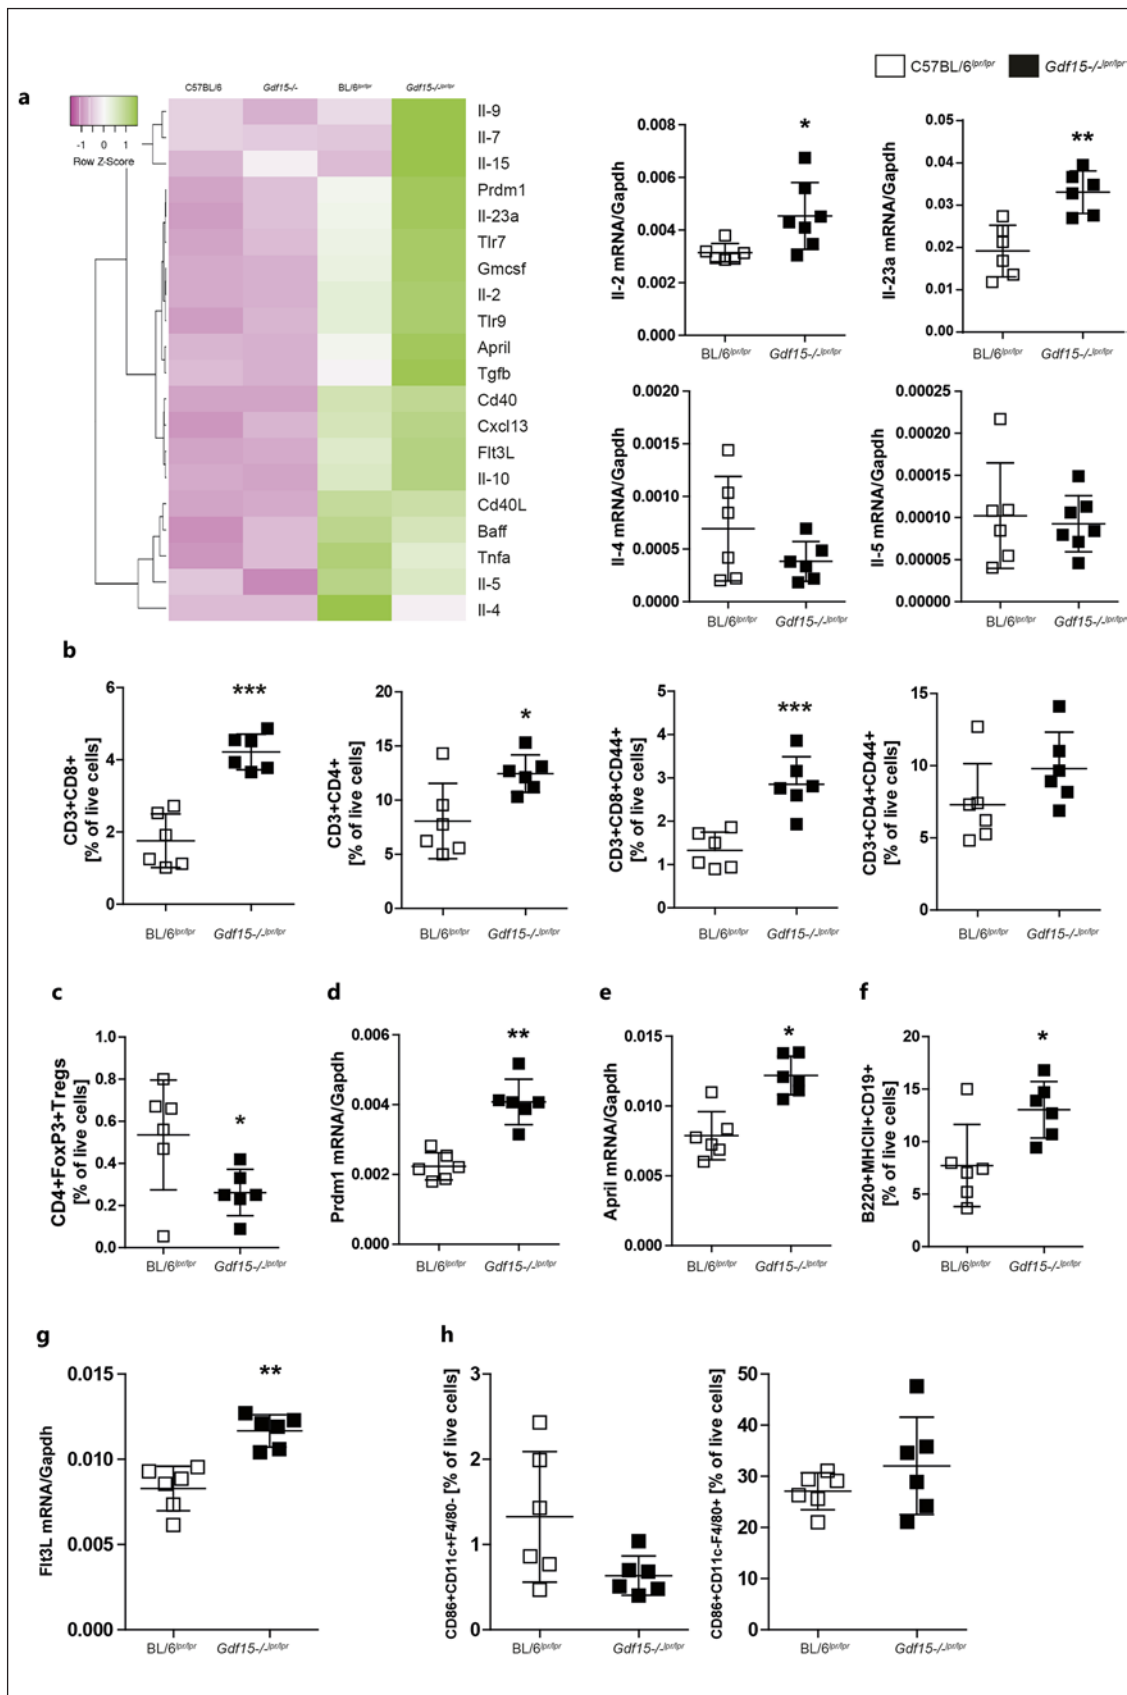 C57BL/6lpr/lpr Gdf15-/-lpr/lpr
a
C57BL/6 Gdf15-/- BL/6lpr/lpr Gdf15-/-lpr/lpr
-1 0 1
Row Z-Score
Il-9
Il-7
Il-15
Prdm1
Il-23a
Tlr7
Gmcsf
Il-2
Tlr9
April
Tgfb
Cd40
Cxcl13
Flt3L
Il-10
Cd40L
Baff
Tnfa
Il-5
Il-4
Il-2 mRNA/Gapdh
0.008
0.006
0.004
0.002
0.000
*
BL/6lpr/lpr Gdf15-/-lpr/lpr
Il-23a mRNA/Gapdh
0.05
0.04
0.03
0.02
0.01
0.00
**
BL/6lpr/lpr Gdf15-/-lpr/lpr
Il-4 mRNA/Gapdh
0.0020
0.0015
0.0010
0.0005
0.0000
BL/6lpr/lpr Gdf15-/-lpr/lpr
Il-5 mRNA/Gapdh
0.00025
0.00020
0.00015
0.00010
0.00005
0.00000
BL/6lpr/lpr Gdf15-/-lpr/lpr
b
CD3+CD8+
[% of live cells]
6
4
2
0
***
BL/6lpr/lpr Gdf15-/-lpr/lpr
CD3+CD4+
[% of live cells]
20
15
10
5
0
*
BL/6lpr/lpr Gdf15-/-lpr/lpr
CD3+CD8+CD44+
[% of live cells]
5
4
3
2
1
0
***
BL/6lpr/lpr Gdf15-/-lpr/lpr
CD3+CD4+CD44+
[% of live cells]
15
10
5
0
BL/6lpr/lpr Gdf15-/-lpr/lpr
c
CD4+FoxP3+Tregs
[% of live cells]
1.0
0.8
0.6
0.4
0.2
0.0
*
BL/6lpr/lpr Gdf15-/-lpr/lpr
d
Prdm1 mRNA/Gapdh
0.006
0.004
0.002
0.000
**
BL/6lpr/lpr Gdf15-/-lpr/lpr
e
April mRNA/Gapdh
0.015
0.010
0.005
0.000
*
BL/6lpr/lpr Gdf15-/-lpr/lpr
f
B220+MHCII+CD19+
[% of live cells]
20
15
10
5
0
*
BL/6lpr/lpr Gdf15-/-lpr/lpr
g
Flt3L mRNA/Gapdh
0.015
0.010
0.005
0.000
**
BL/6lpr/lpr Gdf15-/-lpr/lpr
h
CD86+CD11c+F4/80- [% of live cells]
3
2
1
0
BL/6lpr/lpr Gdf15-/-lpr/lpr
CD86+CD11c-F4/80+ [% of live cells]
50
40
30
20
10
0
BL/6lpr/lpr Gdf15-/-lpr/lpr